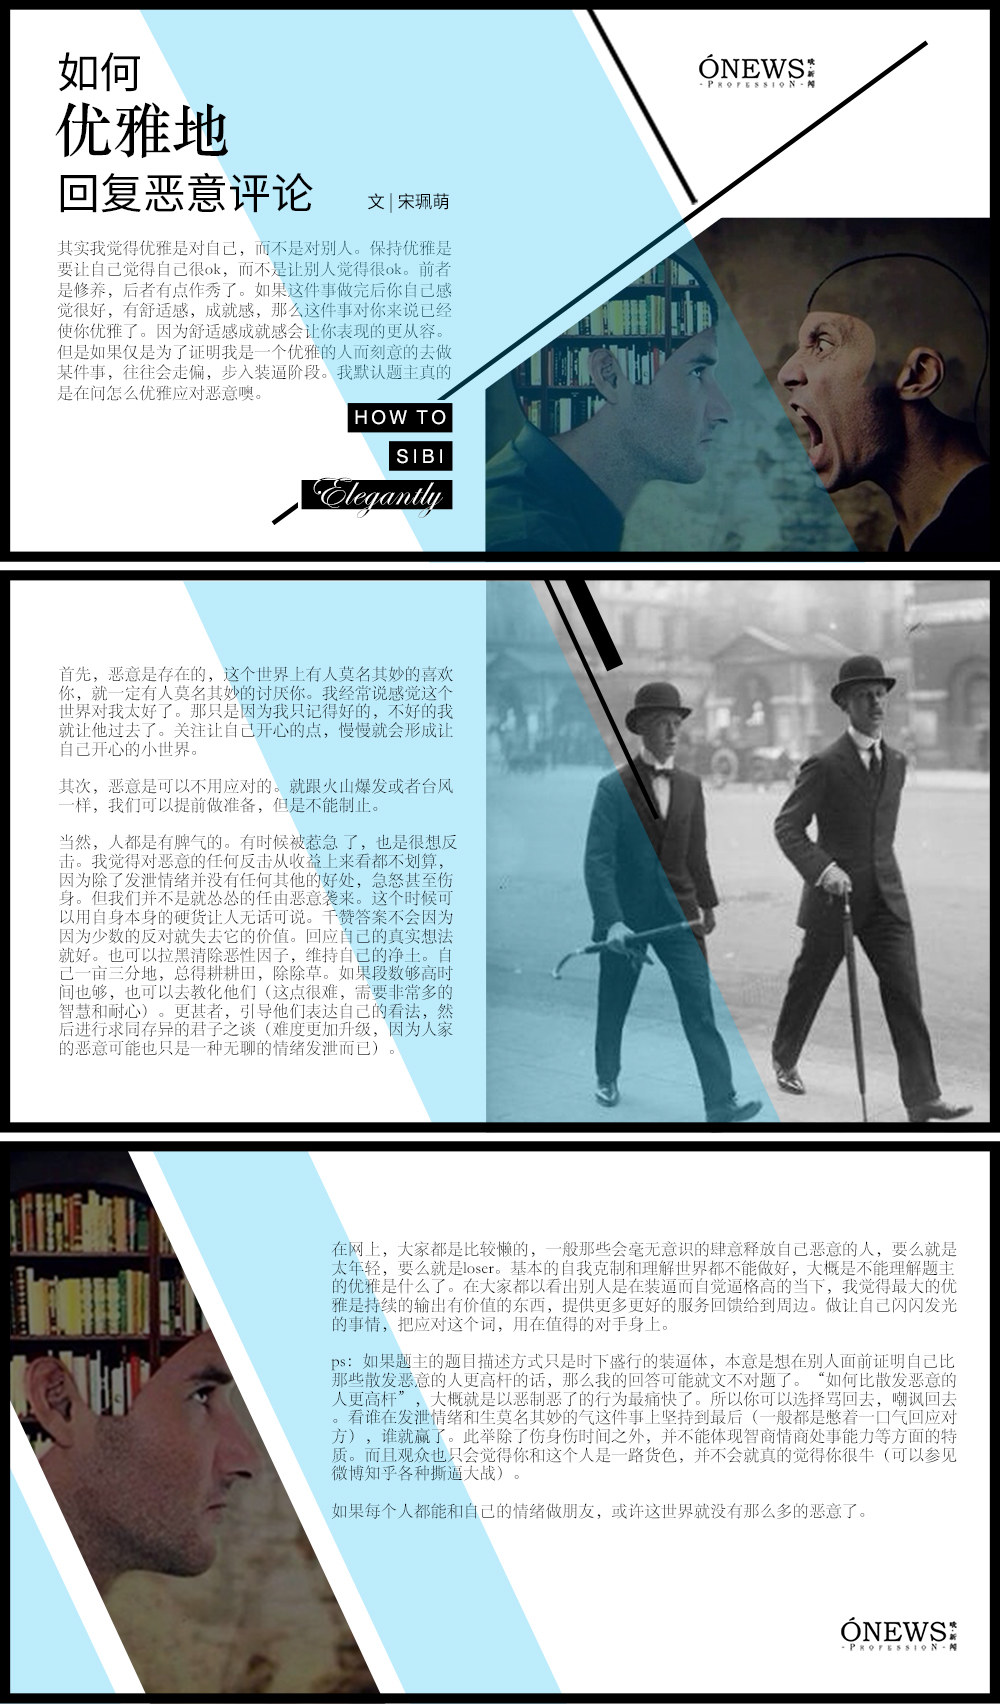 如何
优雅地
回复恶意评论
文 | 宋珮萌
ÓNEWS 哦·新闻
- PROFESSION -
其实我觉得优雅是对自己，而不是对别人。保持优雅是
要让自己觉得自己很ok，而不是让别人觉得很ok。前者
是修养，后者有点作秀了。如果这件事做完后你自己感
觉很好，有舒适感，成就感，那么这件事对你来说已经
使你优雅了。因为舒适感成就感会让你表现的更从容。
但是如果仅是为了证明我是一个优雅的人而刻意的去做
某件事，往往会走偏，步入装逼阶段。我默认题主真的
是在问怎么优雅应对恶意噢。
HOW TO
SIBI
Elegantly
首先，恶意是存在的，这个世界上有人莫名其妙的喜欢
你，就一定有人莫名其妙的讨厌你。我经常说感觉这个
世界对我太好了。那只是因为我只记得好的，不好的我
就让他过去了。关注让自己开心的点，慢慢就会形成让
自己开心的小世界。
其次，恶意是可以不用应对的。就跟火山爆发或者台风
一样，我们可以提前做准备，但是不能制止。
当然，人都是有脾气的。有时候被惹急 了，也是很想反
击。我觉得对恶意的任何反击从收益上来看都不划算，
因为除了发泄情绪并没有任何其他的好处，急怒甚至伤
身。但我们并不是就怂怂的任由恶意袭来。这个时候可
以用自身本身的硬货让人无话可说。千赞答案不会因为
因为少数的反对就失去它的价值。回应自己的真实想法
就好。也可以拉黑清除恶性因子，维持自己的净土。自
己一亩三分地，总得耕耕田，除除草。如果段数够高时
间也够，也可以去教化他们（这点很难，需要非常多的
智慧和耐心）。更甚者，引导他们表达自己的看法，然
后进行求同存异的君子之谈（难度更加升级，因为人家
的恶意可能也只是一种无聊的情绪发泄而已）。
在网上，大家都是比较懒的，一般那些会毫无意识的肆意释放自己恶意的人，要么就是
太年轻，要么就是loser。基本的自我克制和理解世界都不能做好，大概是不能理解题主
的优雅是什么了。在大家都以看出别人是在装逼而自觉逼格高的当下，我觉得最大的优
雅是持续的输出有价值的东西，提供更多更好的服务回馈给到周边。做让自己闪闪发光
的事情，把应对这个词，用在值得的对手身上。
ps：如果题主的题目描述方式只是时下盛行的装逼体，本意是想在别人面前证明自己比
那些散发恶意的人更高杆的话，那么我的回答可能就文不对题了。“如何比散发恶意的
人更高杆”，大概就是以恶制恶了的行为最痛快了。所以你可以选择骂回去，嘲讽回去
。看谁在发泄情绪和生莫名其妙的气这件事上坚持到最后（一般都是憋着一口气回应对
方），谁就赢了。此举除了伤身伤时间之外，并不能体现智商情商处事能力等方面的特
质。而且观众也只会觉得你和这个人是一路货色，并不会就真的觉得你很牛（可以参见
微博知乎各种撕逼大战）。
如果每个人都能和自己的情绪做朋友，或许这世界就没有那么多的恶意了。
ÓNEWS 哦·新闻
- PROFESSION -